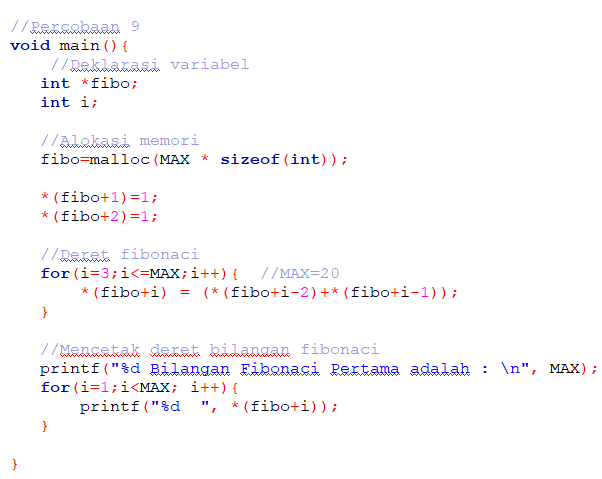 //Percobaan 9
void main(){
//Deklarasi variabel
int *fibo;
int i;
//Alokasi memori
fibo=malloc(MAX * sizeof(int));
*(fibo+1)=1;
*(fibo+2)=1;
//Deret fibonaci
for(i=3;i<=MAX;i++){ //MAX=20
*(fibo+i) = (*(fibo+i-2)+*(fibo+i-1));
}
//Mencetak deret bilangan fibonaci
printf("%d Bilangan Fibonaci Pertama adalah : \n", MAX);
for(i=1;i<MAX; i++){
printf("%d  ", *(fibo+i));
}
}